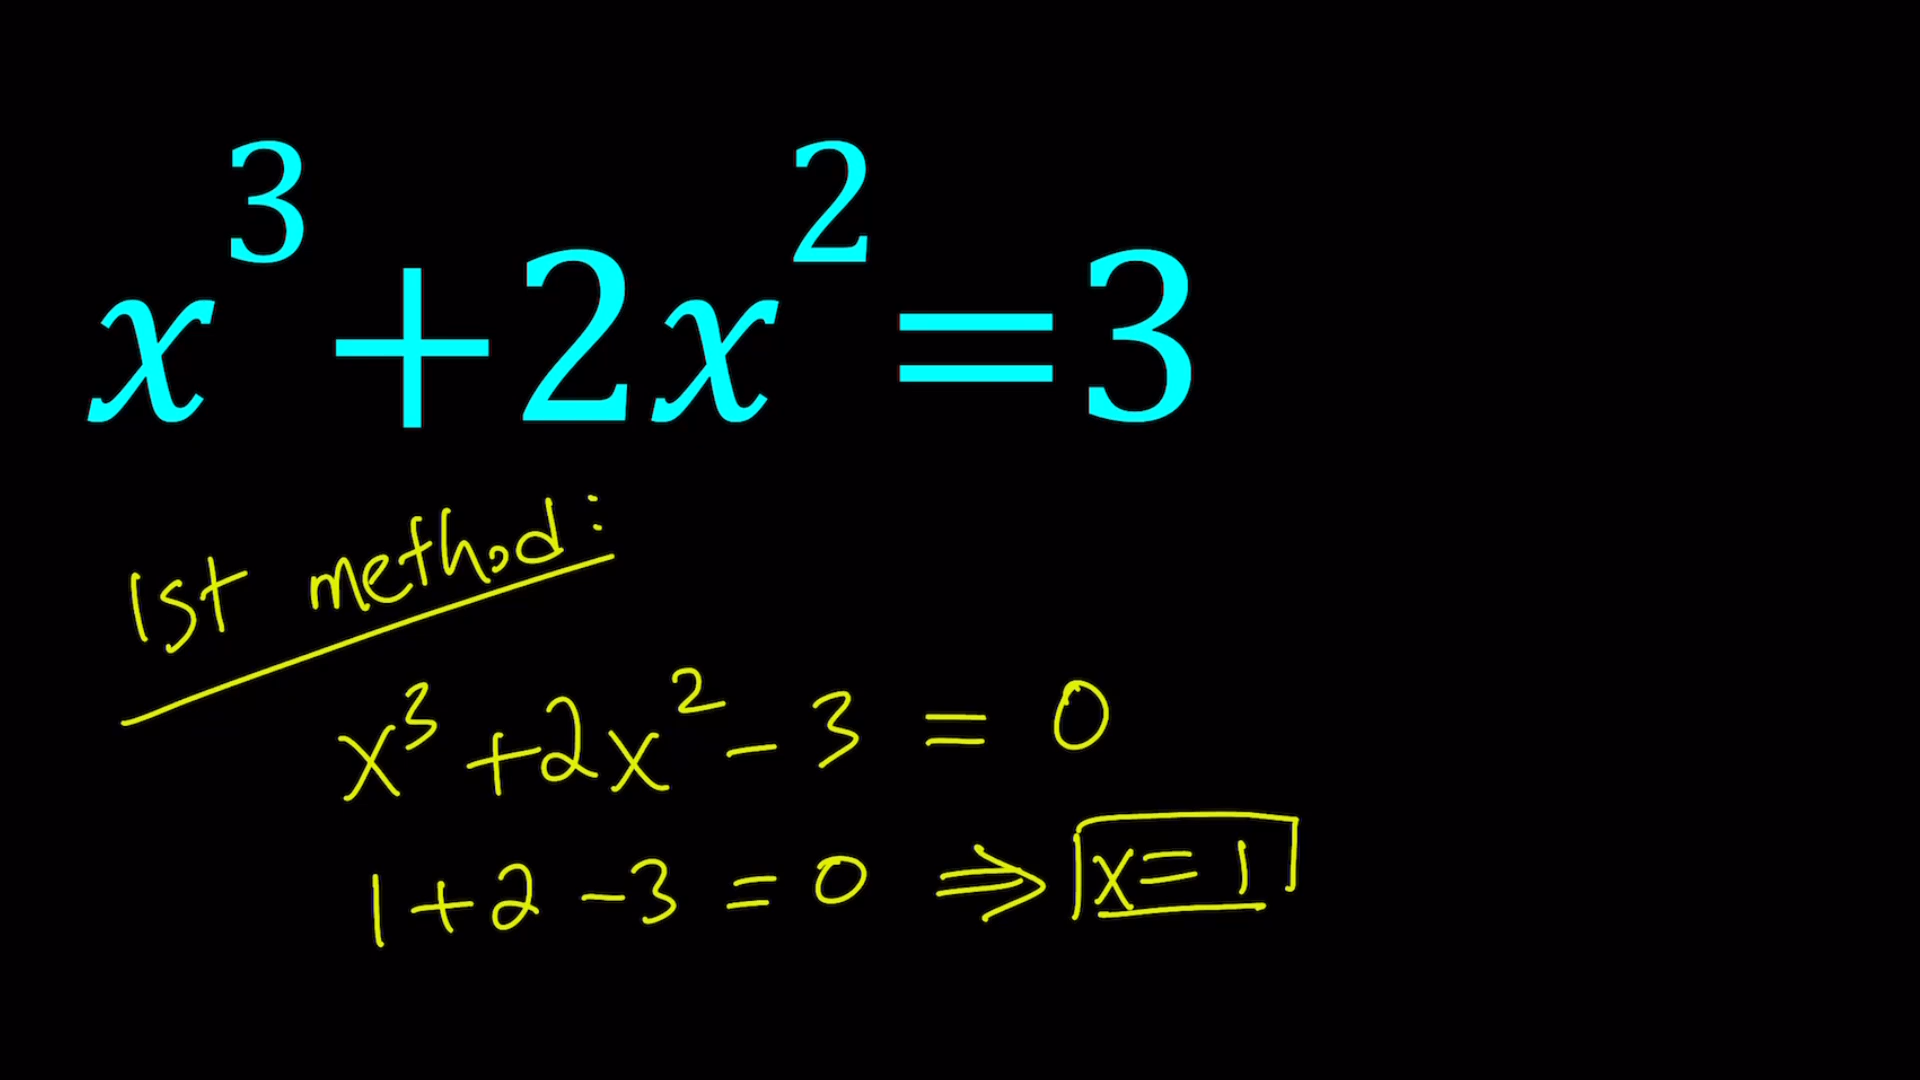 x³+2x²=3
1st method:
x³+2x²-3=0
1+2-3=0 ⇒ x=1